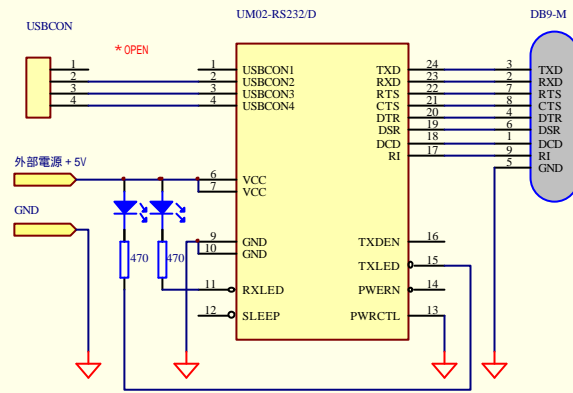 UM02-RS232/D
DB9-M
USBCON
* OPEN
1
2
3
4
1 USBCON1
2 USBCON2
3 USBCON3
4 USBCON4
TXD 24
RXD 23
RTS 22
CTS 21
DTR 20
DSR 19
DCD 18
RI 17
3 TXD
2 RXD
7 RTS
8 CTS
4 DTR
6 DSR
1 DCD
9 RI
5 GND
外部電源 + 5V
6 VCC
7 VCC
GND
9 GND
10 GND
470
470
11 RXLED
12 SLEEP
TXDEN 16
TXLED 15
PWERN 14
PWRCTL 13